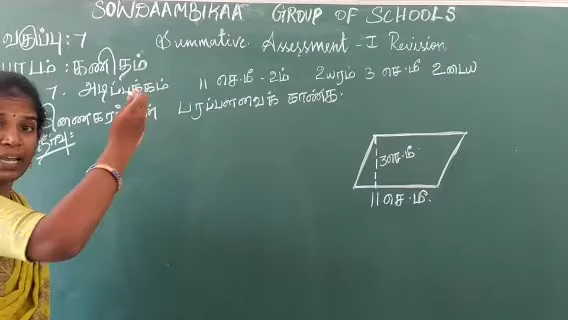 SOWDAAMBIKAA GROUP OF SCHOOLS
வகுப்பு : 7 Summative Assessment - I Revision
பாடம் : கணிதம்
7. அடிப்பக்கம் 11 செ.மீ - உம் உயரம் 3 செ.மீ உடைய
பரப்பளவைக் காண்க.
தீர்வு:
3 செ.மீ
11 செ.மீ.